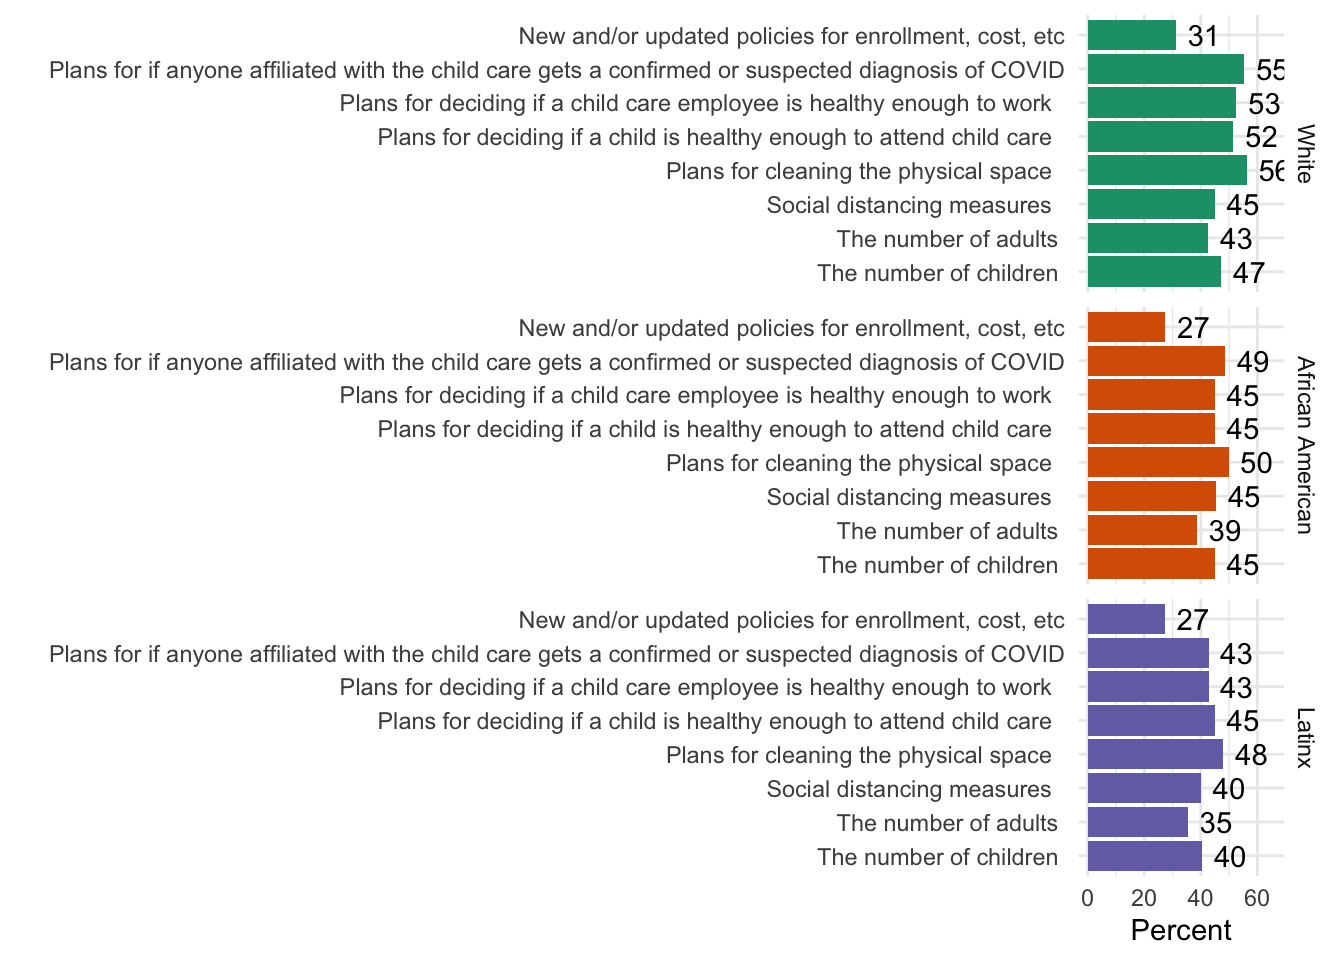 New and/or updated policies for enrollment, cost, etc 31
Plans for if anyone affiliated with the child care gets a confirmed or suspected diagnosis of COVID 55
Plans for deciding if a child care employee is healthy enough to work 53
Plans for deciding if a child is healthy enough to attend child care 52
Plans for cleaning the physical space 56
Social distancing measures 45
The number of adults 43
The number of children 47
White
New and/or updated policies for enrollment, cost, etc 27
Plans for if anyone affiliated with the child care gets a confirmed or suspected diagnosis of COVID 49
Plans for deciding if a child care employee is healthy enough to work 45
Plans for deciding if a child is healthy enough to attend child care 45
Plans for cleaning the physical space 50
Social distancing measures 45
The number of adults 39
The number of children 45
African American
New and/or updated policies for enrollment, cost, etc 27
Plans for if anyone affiliated with the child care gets a confirmed or suspected diagnosis of COVID 43
Plans for deciding if a child care employee is healthy enough to work 43
Plans for deciding if a child is healthy enough to attend child care 45
Plans for cleaning the physical space 48
Social distancing measures 40
The number of adults 35
The number of children 40
Latinx
0 20 40 60
Percent